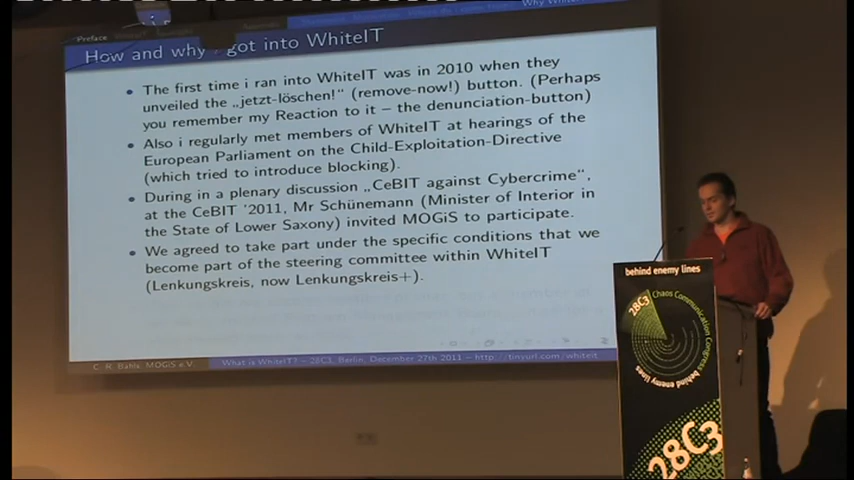 Preface
Why White
How and why i got into WhiteIT
• The first time i ran into WhiteIT was in 2010 when they
unveiled the „jetzt-löschen!“ (remove-now!) button. (Perhaps
you remember my Reaction to it – the denunciation-button)
• Also i regularly met members of WhiteIT at hearings of the
European Parliament on the Child-Exploitation-Directive
(which tried to introduce blocking).
• During in a plenary discussion „CeBIT against Cybercrime“,
at the CeBIT '2011, Mr Schünemann (Minister of Interior in
the State of Lower Saxony) invited MOGiS to participate.
• We agreed to take part under the specific conditions that we
become part of the steering committee within WhiteIT
(Lenkungskreis, now Lenkungskreis+).
C. R. Bahls, MOGiS e.V.
What is WhiteIT? – 28C3, Berlin, December 27th 2011 – http://tinyurl.com/whiteit
behind enemy lines
28C3 Chaos Communication Congress behind enemy lines
28C3